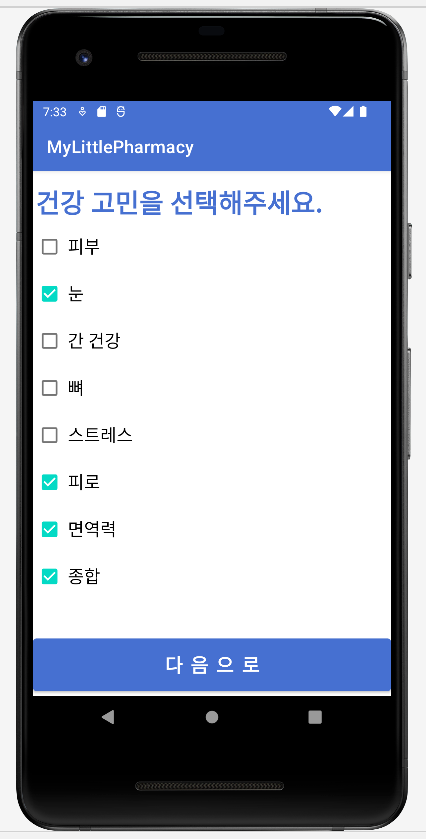 7:33
MyLittlePharmacy
건강 고민을 선택해주세요.
피부
눈
간 건강
뼈
스트레스
피로
면역력
종합
다 음 으 로